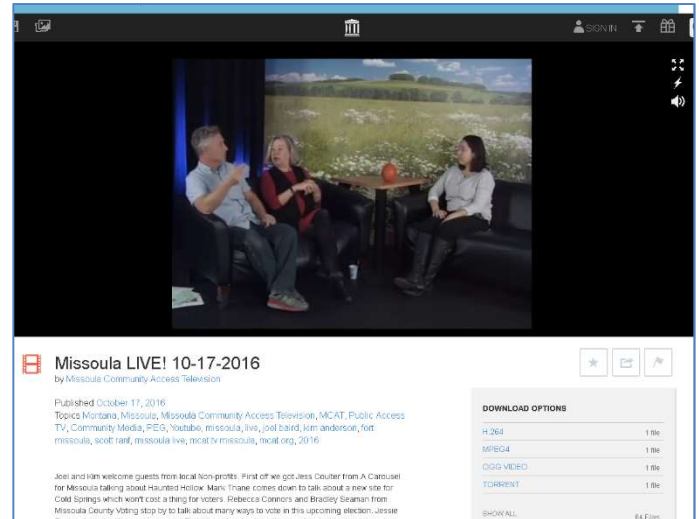 SIGN IN
Missoula LIVE! 10-17-2016
by Missoula Community Access Television
Published October 17, 2016
Topics Montana, Missoula, Missoula Community Access Television, MCAT, Public Access
TV, Community Media, PEG, Youtube, missoula, live, joel baird, kim anderson, fort
missoula, scott ranf, missoula live, mcat tv missoula, mcat.org, 2016
Joel and Kim welcome guests from local Non-profits. First off we got Jess Coulter from A Carousel
for Missoula talking about Haunted Hollow. Mark Thane comes down to talk about a new site for
Cold Springs which won't cost a thing for voters. Rebecca Connors and Bradley Seaman from
Missoula County Voting stop by to talk about many ways to vote in this upcoming election. Jessie
DOWNLOAD OPTIONS
H.264 1 file
MPEG4 1 file
OGG VIDEO 1 file
TORRENT 1 file
SHOW ALL 64 Files